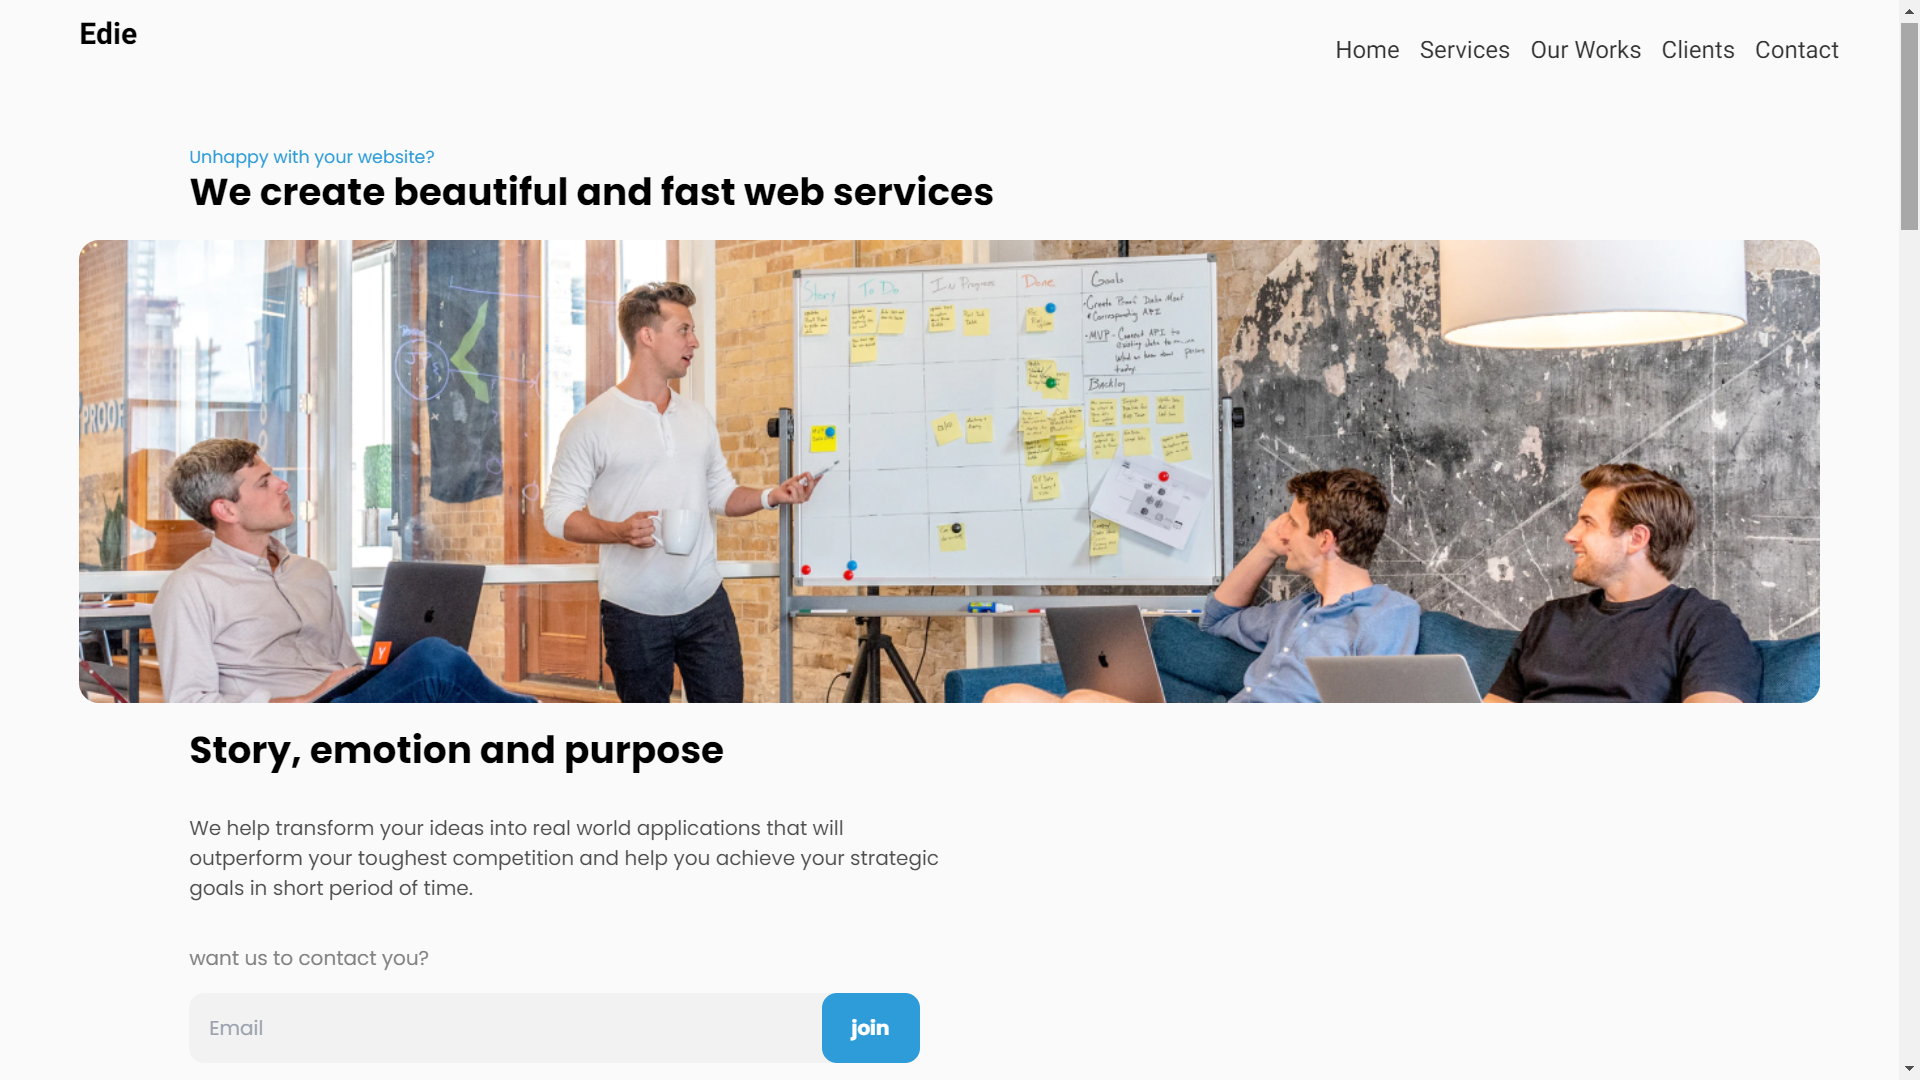 Edie
Home Services Our Works Clients Contact
Unhappy with your website?
We create beautiful and fast web services
PROOF
Story To Do In Progress Done Goals
Backlog
Y
Story, emotion and purpose
We help transform your ideas into real world applications that will
outperform your toughest competition and help you achieve your strategic
goals in short period of time.
want us to contact you?
Email
join